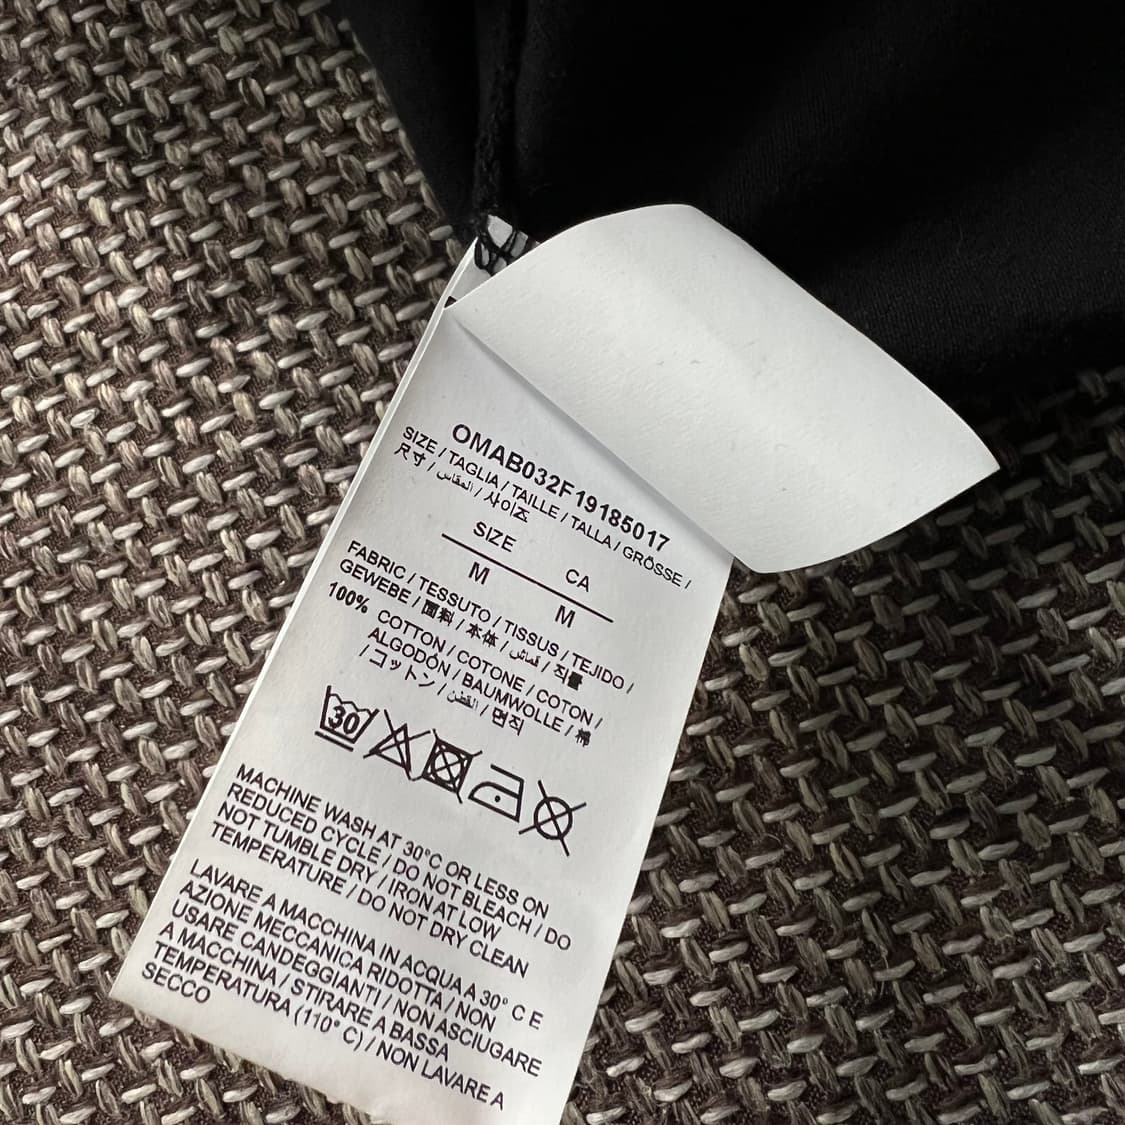 OMAB032F19185017
SIZE / TAGLIA / TAILLE / TALLA / GRÖSSE /
尺寸 / المقاس / 사이즈
SIZE CA
M M
FABRIC / TESSUTO / TISSUS / TEJIDO /
GEWEBE / 面料 / 本体 / قماش / 직물
100% COTTON / COTONE / COTON /
ALGODÓN / BAUMWOLLE / 棉
/ コットン / القطن / 면직
30
MACHINE WASH AT 30°C OR LESS ON
REDUCED CYCLE / DO NOT BLEACH / DO
NOT TUMBLE DRY / IRON AT LOW
TEMPERATURE / DO NOT DRY CLEAN
LAVARE A MACCHINA IN ACQUA A 30° C E
AZIONE MECCANICA RIDOTTA / NON
USARE CANDEGGIANTI / NON ASCIUGARE
A MACCHINA / STIRARE A BASSA
TEMPERATURA (110° C) / NON LAVARE A
SECCO